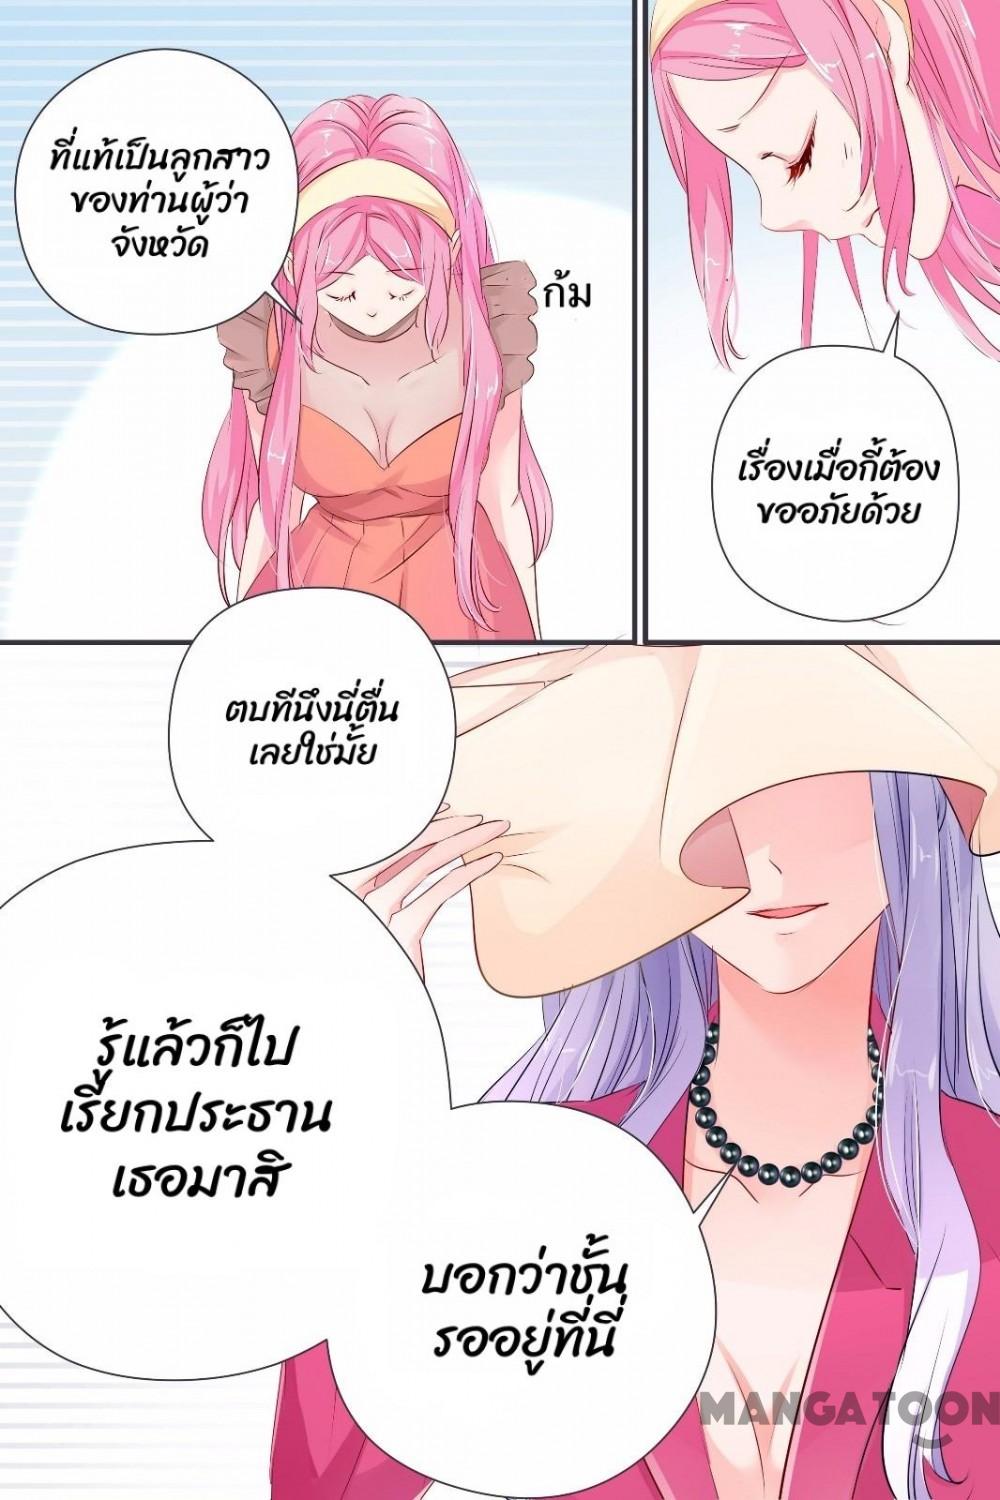 ที่แท้เป็นลูกสาว
ของท่านผู้ว่า
จังหวัด
ก้ม
เรื่องเมื่อกี้ต้อง
ขออภัยด้วย
ตบทีนึงนี่ตื่น
เลยใช่มั้ย
รู้แล้วก็ไป
เรียกประธาน
เธอมาสิ
บอกว่าชั้น
รออยู่ที่นี่
MANGATOON